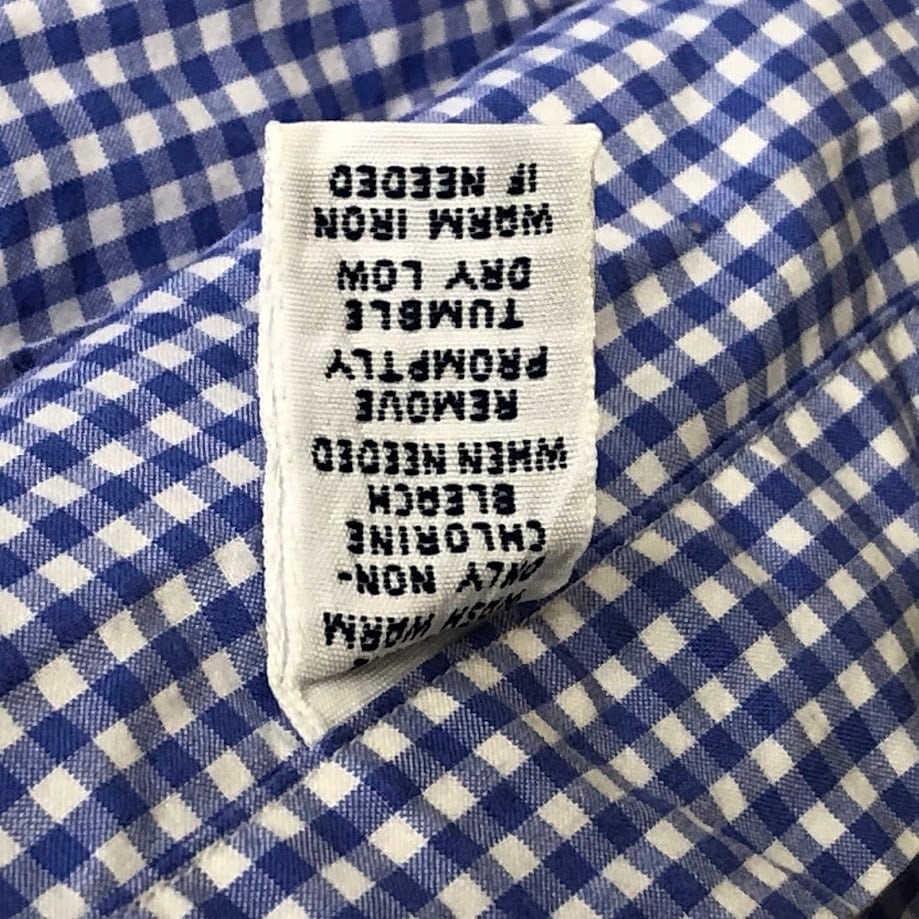 WASH WARM
ONLY NON-
CHLORINE
BLEACH
WHEN NEEDED
REMOVE
PROMPTLY
TUMBLE
DRY LOW
WARM IRON
IF NEEDED